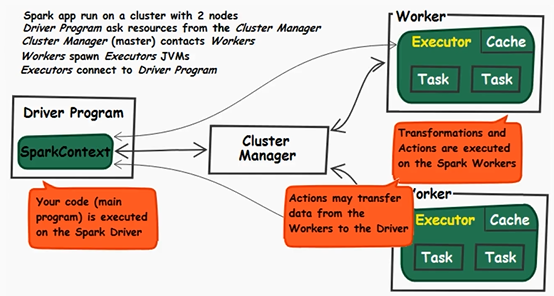 Spark app run on a cluster with 2 nodes
Driver Program ask resources from the Cluster Manager
Cluster Manager (master) contacts Workers
Workers spawn Executors JVMs
Executors connect to Driver Program
Worker
Executor
Cache
Task
Task
Driver Program
SparkContext
Cluster
Manager
Transformations and
Actions are executed
on the Spark Workers
Your code (main
program) is executed
on the Spark Driver
Actions may transfer
data from the
Workers to the Driver
Worker
Executor
Cache
Task
Task